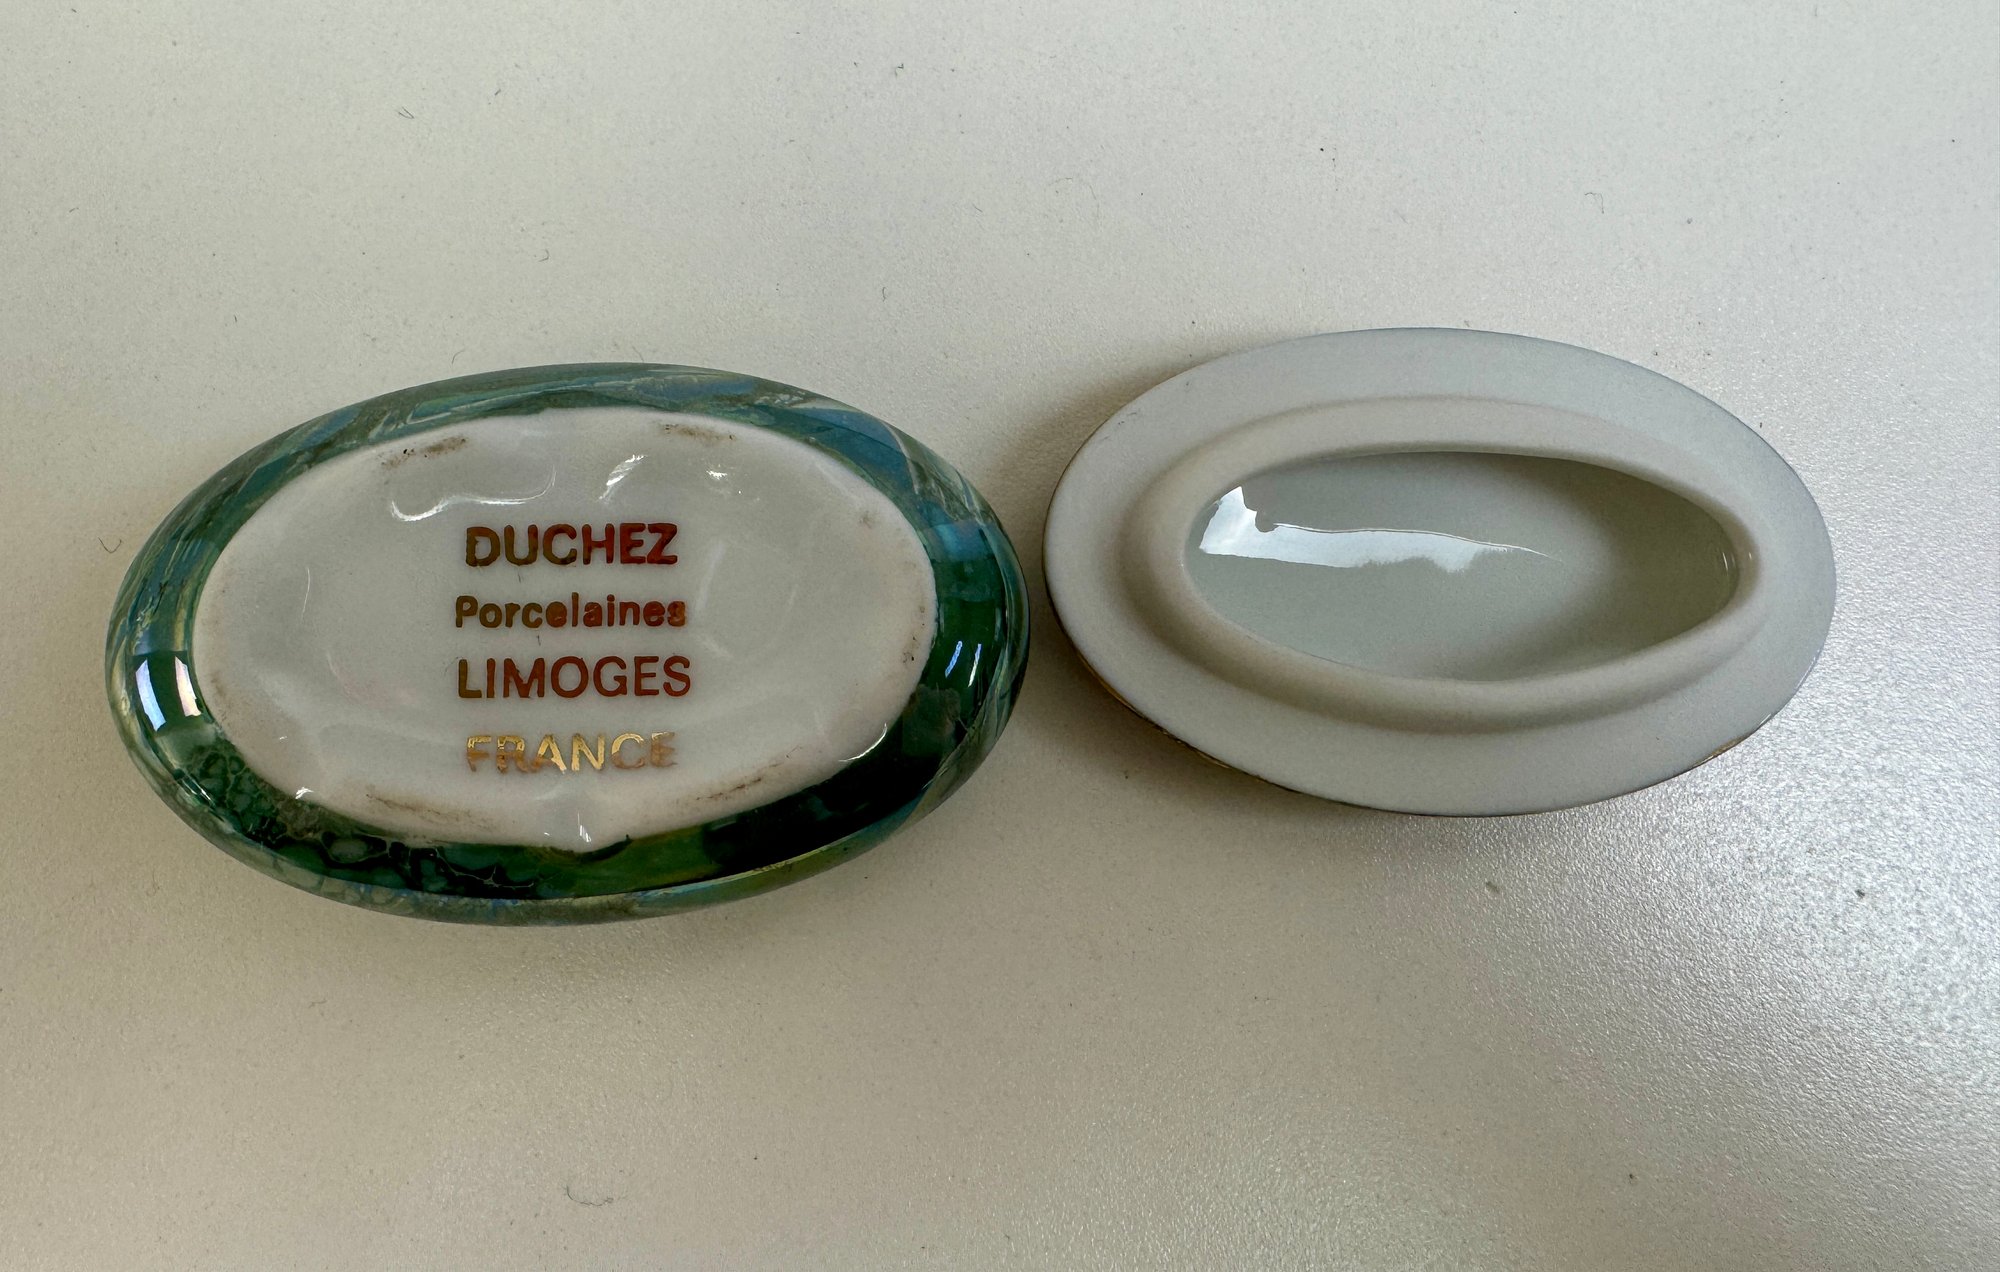 DUCHEZ
Porcelaines
LIMOGES
FRANCE